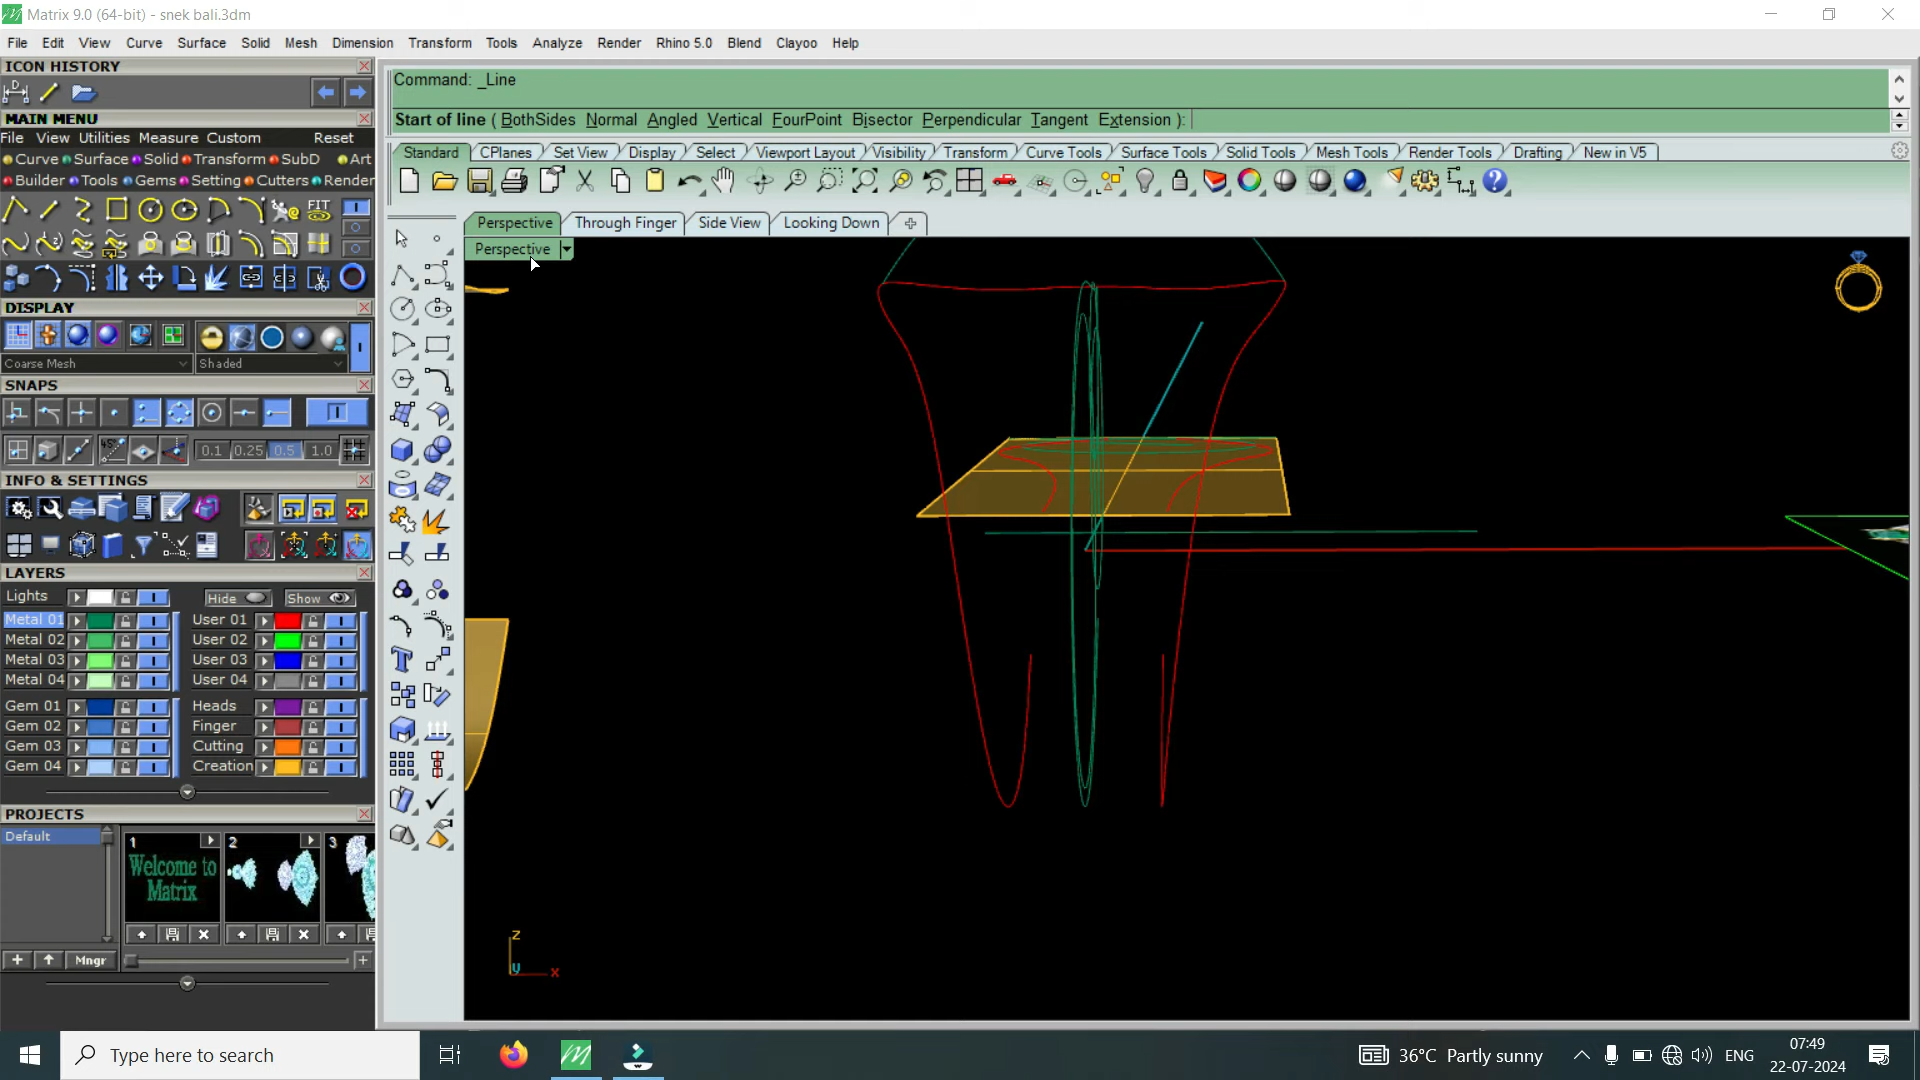 Matrix 9.0 (64-bit) - snek bali.3dm
File Edit View Curve Surface Solid Mesh Dimension Transform Tools Analyze Render Rhino 5.0 Blend Clayoo Help
ICON HISTORY
MAIN MENU
File View Utilities Measure Custom Reset
Curve Surface Solid Transform SubD Art
Builder Tools Gems Setting Cutters Render
FIT
DISPLAY
Coarse Mesh Shaded
SNAPS
0.1 0.25 0.5 1.0
INFO & SETTINGS
LAYERS
Lights Hide Show
Metal 01 User 01
Metal 02 User 02
Metal 03 User 03
Metal 04 User 04
Gem 01 Heads
Gem 02 Finger
Gem 03 Cutting
Gem 04 Creation
PROJECTS
Default
1 2 3
Welcome to
Matrix
Mngr
Command: _Line
Start of line ( BothSides Normal Angled Vertical FourPoint Bisector Perpendicular Tangent Extension ):
Standard CPlanes Set View Display Select Viewport Layout Visibility Transform Curve Tools Surface Tools Solid Tools Mesh Tools Render Tools Drafting New in V5
Perspective Through Finger Side View Looking Down
Perspective
z
y x
Type here to search
36°C Partly sunny
ENG
07:49
22-07-2024